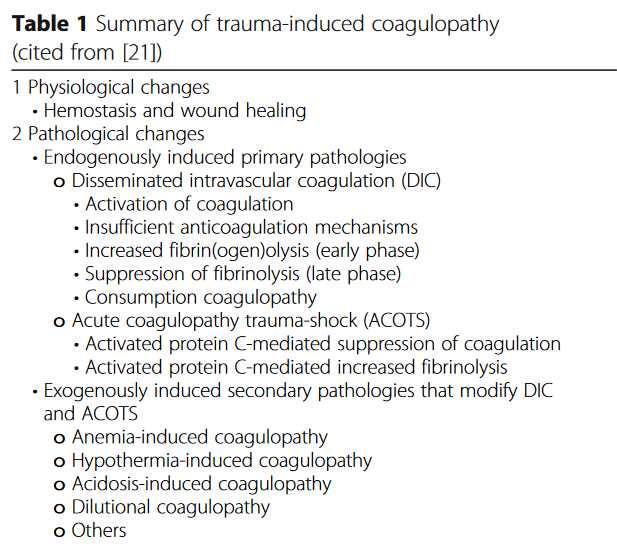 Table 1 Summary of trauma-induced coagulopathy
(cited from [21])
1 Physiological changes
• Hemostasis and wound healing
2 Pathological changes
• Endogenously induced primary pathologies
o Disseminated intravascular coagulation (DIC)
• Activation of coagulation
• Insufficient anticoagulation mechanisms
• Increased fibrin(ogen)olysis (early phase)
• Suppression of fibrinolysis (late phase)
• Consumption coagulopathy
o Acute coagulopathy trauma-shock (ACOTS)
• Activated protein C-mediated suppression of coagulation
• Activated protein C-mediated increased fibrinolysis
• Exogenously induced secondary pathologies that modify DIC
and ACOTS
o Anemia-induced coagulopathy
o Hypothermia-induced coagulopathy
o Acidosis-induced coagulopathy
o Dilutional coagulopathy
o Others